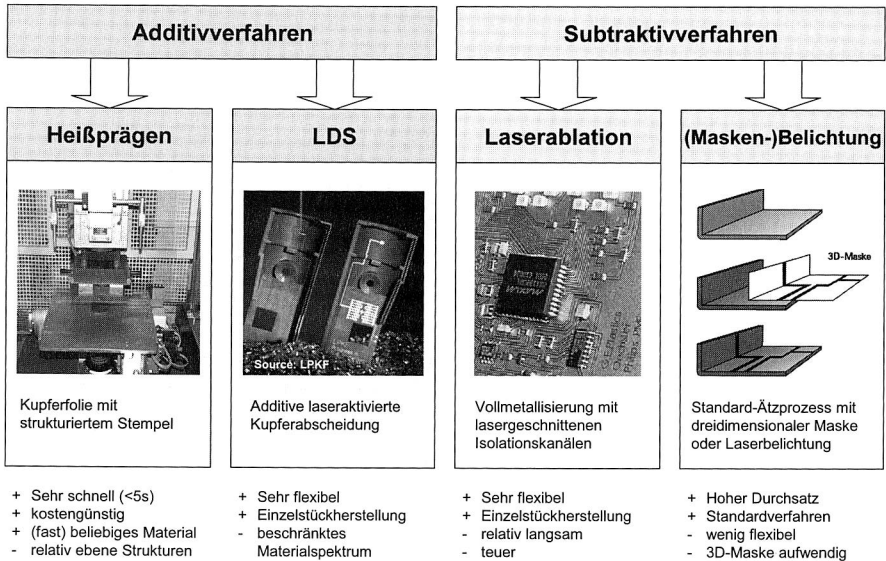 Additivverfahren
Subtraktivverfahren
Heißprägen
LDS
Laserablation
(Masken-)Belichtung
Source: LPKF
MAXIM
3D-Maske
Kupferfolie mit
strukturiertem Stempel
Additive laseraktivierte
Kupferabscheidung
Vollmetallisierung mit
lasergeschnittenen
Isolationskanälen
Standard-Ätzprozess mit
dreidimensionaler Maske
oder Laserbelichtung
+ Sehr schnell (<5s)
+ kostengünstig
+ (fast) beliebiges Material
- relativ ebene Strukturen
+ Sehr flexibel
+ Einzelstückherstellung
- beschränktes
Materialspektrum
+ Sehr flexibel
+ Einzelstückherstellung
- relativ langsam
- teuer
+ Hoher Durchsatz
+ Standardverfahren
- wenig flexibel
- 3D-Maske aufwendig